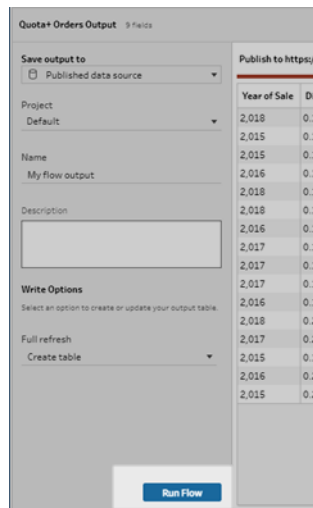 Quota+ Orders Output 9 fields
Save output to
Published data source
Project
Default
Name
My flow output
Description
Write Options
Select an option to create or update your output table.
Full refresh
Create table
Run Flow
Publish to https:/
Year of Sale
2,018
2,015
2,015
2,016
2,018
2,018
2,016
2,017
2,017
2,017
2,016
2,018
2,017
2,015
2,016
2,015